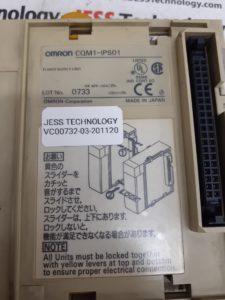 OMRON CQM1-IPS01
LISTED
IND. CONT. EQ.
LOT No. 0733
OMRON Corporation
MADE IN JAPAN
JESS TECHNOLOGY
VC00732-03-201120
お願い
黄色の
スライダーを
カチッと
音がするまで
スライドさせ、
ロックしてください。
スライダーは、上下にあります。
ロックしないと、
機能が満足できなくなる場合があります。
NOTE
All Units must be locked together
with yellow levers at top and bottom
to ensure proper electrical connection.